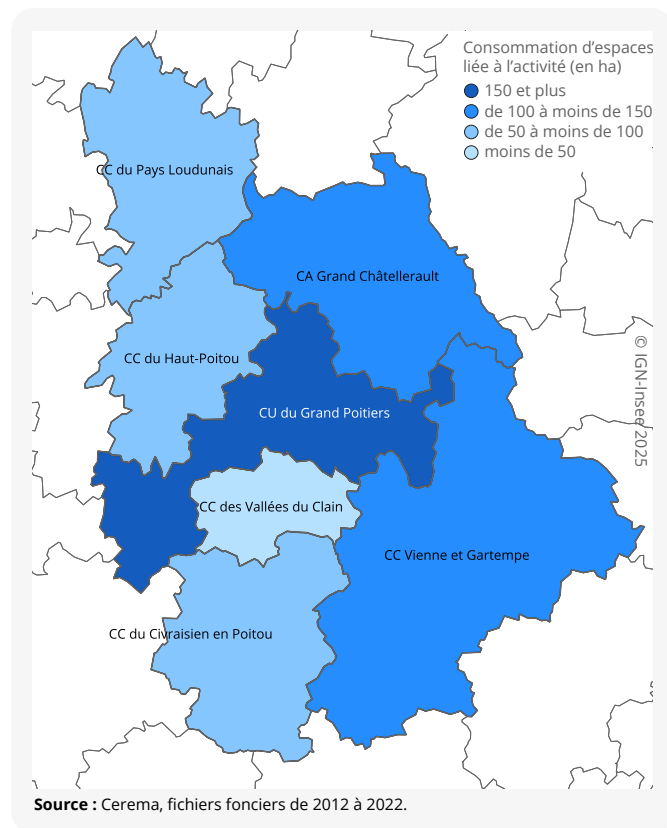 Consommation d'espaces
liée à l'activité (en ha)
150 et plus
de 100 à moins de 150
de 50 à moins de 100
moins de 50
CC du Pays Loudunais
CA Grand Châtellerault
CC du Haut-Poitou
CU du Grand Poitiers
CC des Vallées du Clain
CC Vienne et Gartempe
CC du Civraisien en Poitou
© IGN-Insee 2025
Source : Cerema, fichiers fonciers de 2012 à 2022.